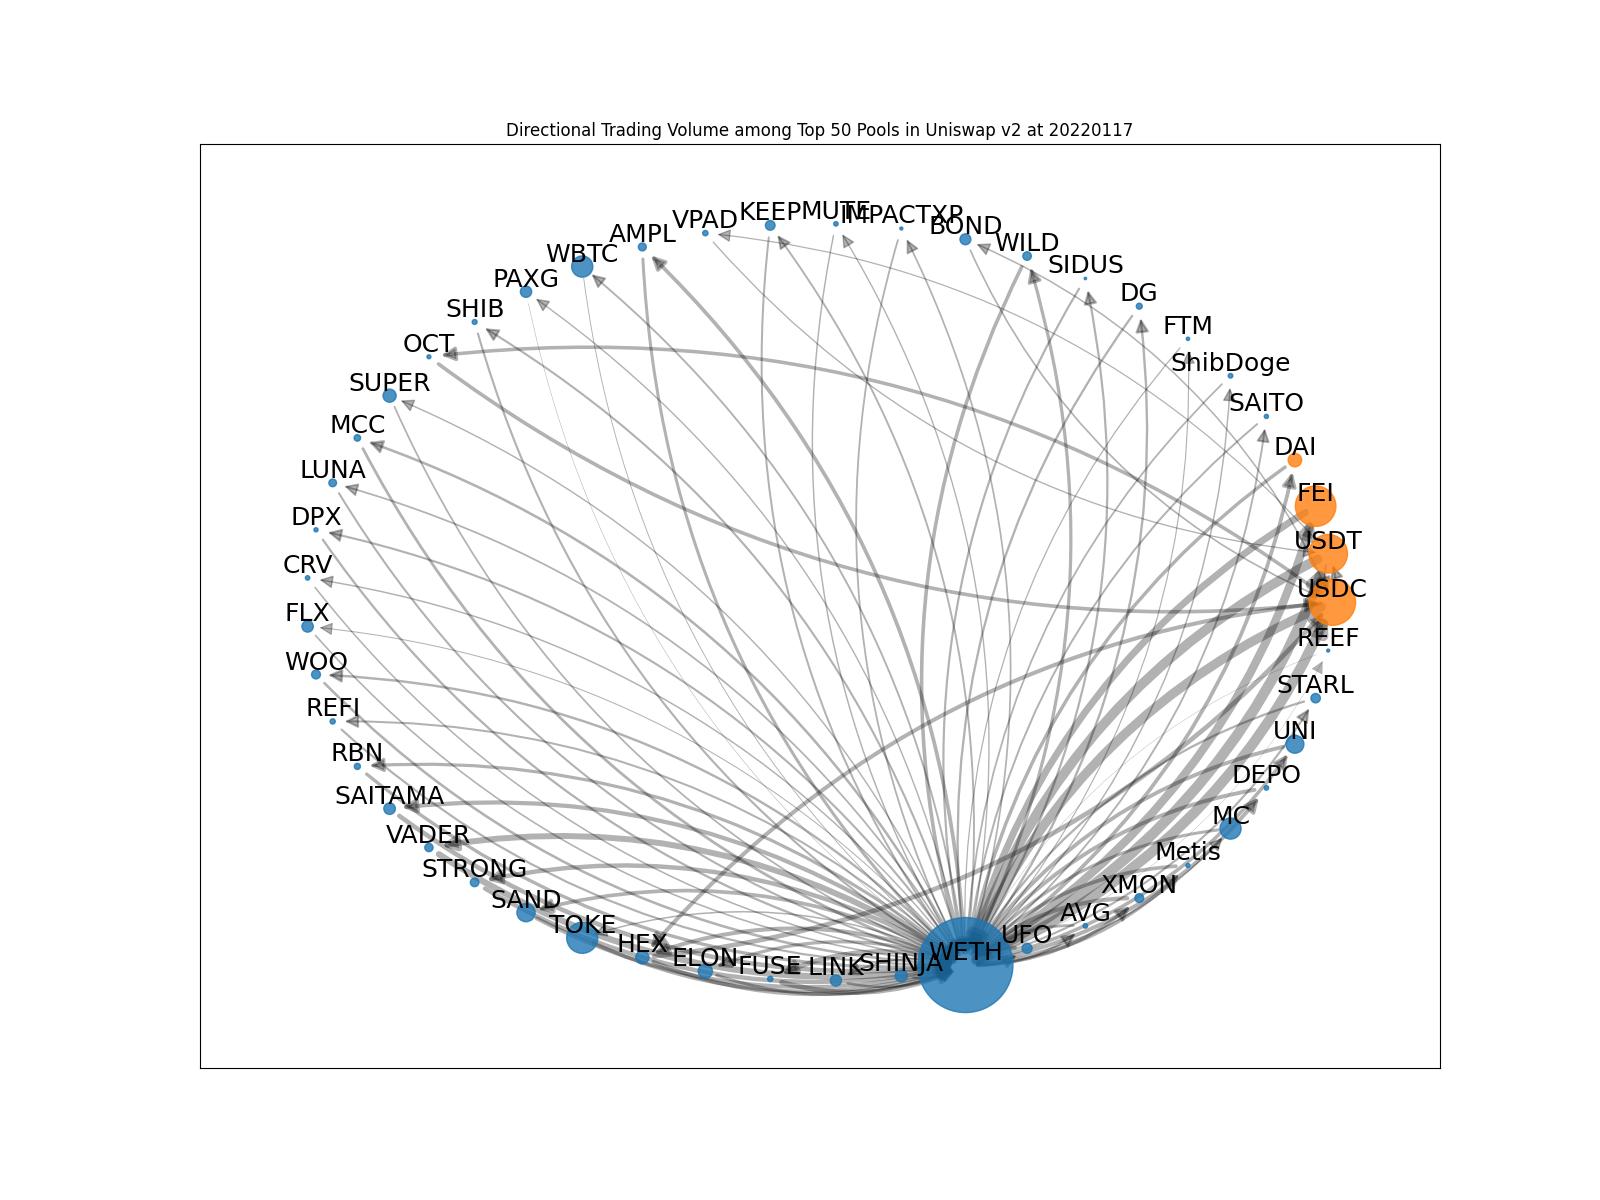 Directional Trading Volume among Top 50 Pools in Uniswap v2 at 20220117
KEEP
MUTE
IMPACTXP
VPAD
BOND
AMPL
WILD
WBTC
SIDUS
PAXG
DG
SHIB
FTM
OCT
ShibDoge
SUPER
SAITO
MCC
DAI
LUNA
FEI
DPX
USDT
CRV
USDC
FLX
REEF
WOO
STARL
REFI
UNI
RBN
DEPO
SAITAMA
MC
VADER
Metis
STRONG
XMON
SAND
AVG
TOKE
UFO
HEX
WETH
ELON
FUSE
LINK
SHINJA